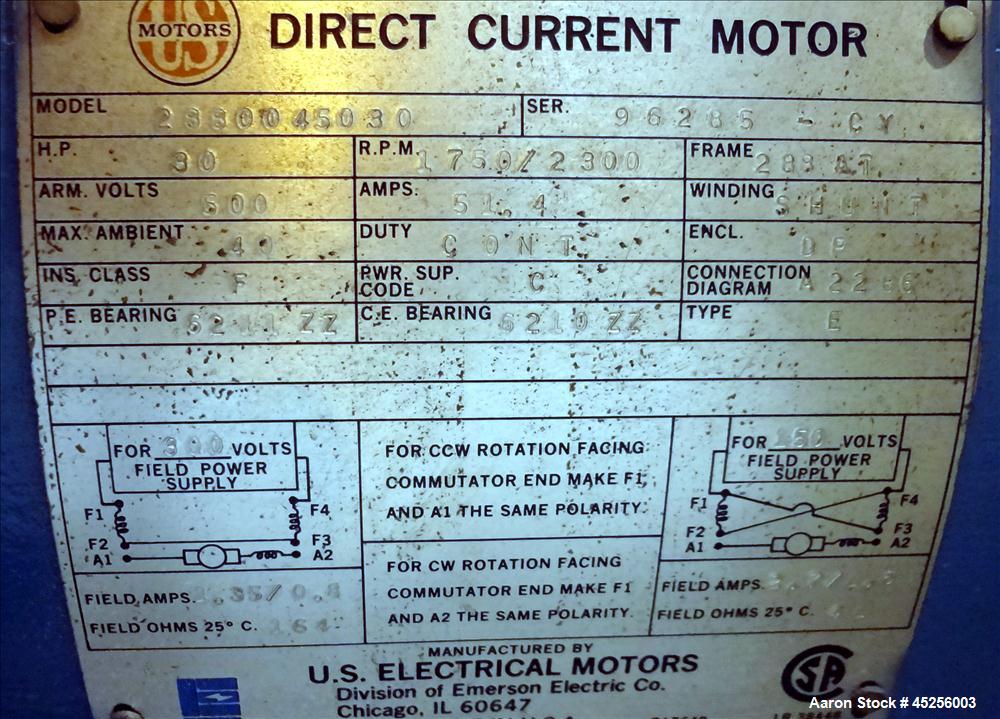 US
MOTORS
DIRECT CURRENT MOTOR
MODEL SER. 96285 - CY
H.P. 30 R.P.M 1750/2300 FRAME
ARM. VOLTS 500 AMPS. 51.4 WINDING SHUNT
MAX. AMBIENT 40 DUTY CONT ENCL. DP
INS. CLASS F PWR. SUP. CODE C CONNECTION DIAGRAM
P.E. BEARING 6211 ZZ C.E. BEARING 6210 ZZ TYPE E
FOR 300 VOLTS
FIELD POWER
SUPPLY
F1 F4
F2 F3
A1 A2
FIELD AMPS.
FIELD OHMS 25° C.
FOR CCW ROTATION FACING
COMMUTATOR END MAKE F1
AND A1 THE SAME POLARITY.
FOR CW ROTATION FACING
COMMUTATOR END MAKE F1
AND A2 THE SAME POLARITY.
FOR 150 VOLTS
FIELD POWER
SUPPLY
F1 F4
F2 F3
A1 A2
FIELD AMPS.
FIELD OHMS 25° C.
MANUFACTURED BY
U.S. ELECTRICAL MOTORS
Division of Emerson Electric Co.
Chicago, IL 60647
SA
Aaron Stock # 45256003